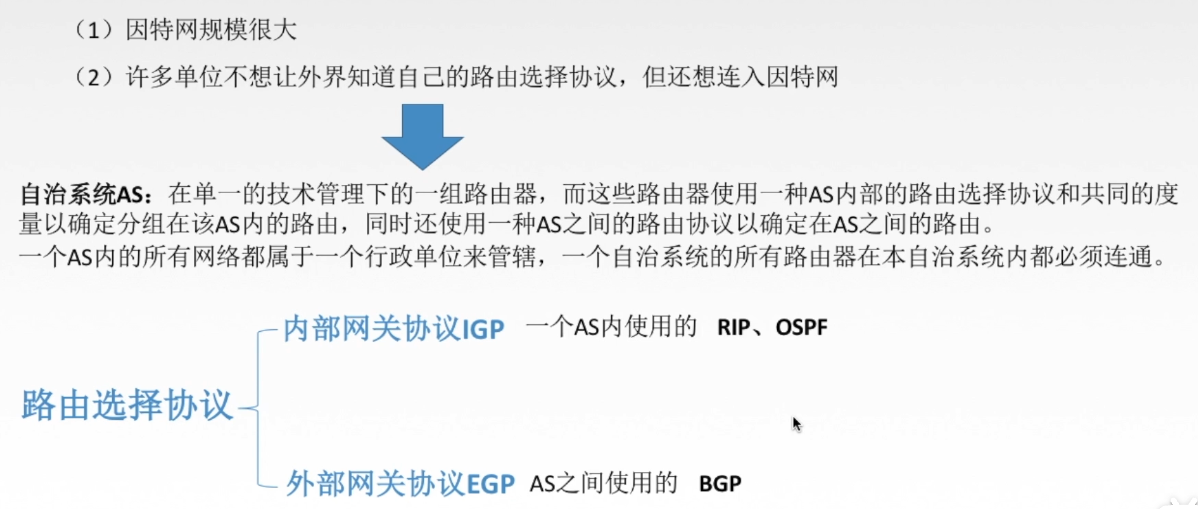 （1）因特网规模很大
（2）许多单位不想让外界知道自己的路由选择协议，但还想连入因特网
自治系统AS：在单一的技术管理下的一组路由器，而这些路由器使用一种AS内部的路由选择协议和共同的度
量以确定分组在该AS内的路由，同时还使用一种AS之间的路由协议以确定在AS之间的路由。
一个AS内的所有网络都属于一个行政单位来管辖，一个自治系统的所有路由器在本自治系统内都必须连通。
内部网关协议IGP 一个AS内使用的 RIP、OSPF
路由选择协议
外部网关协议EGP AS之间使用的 BGP